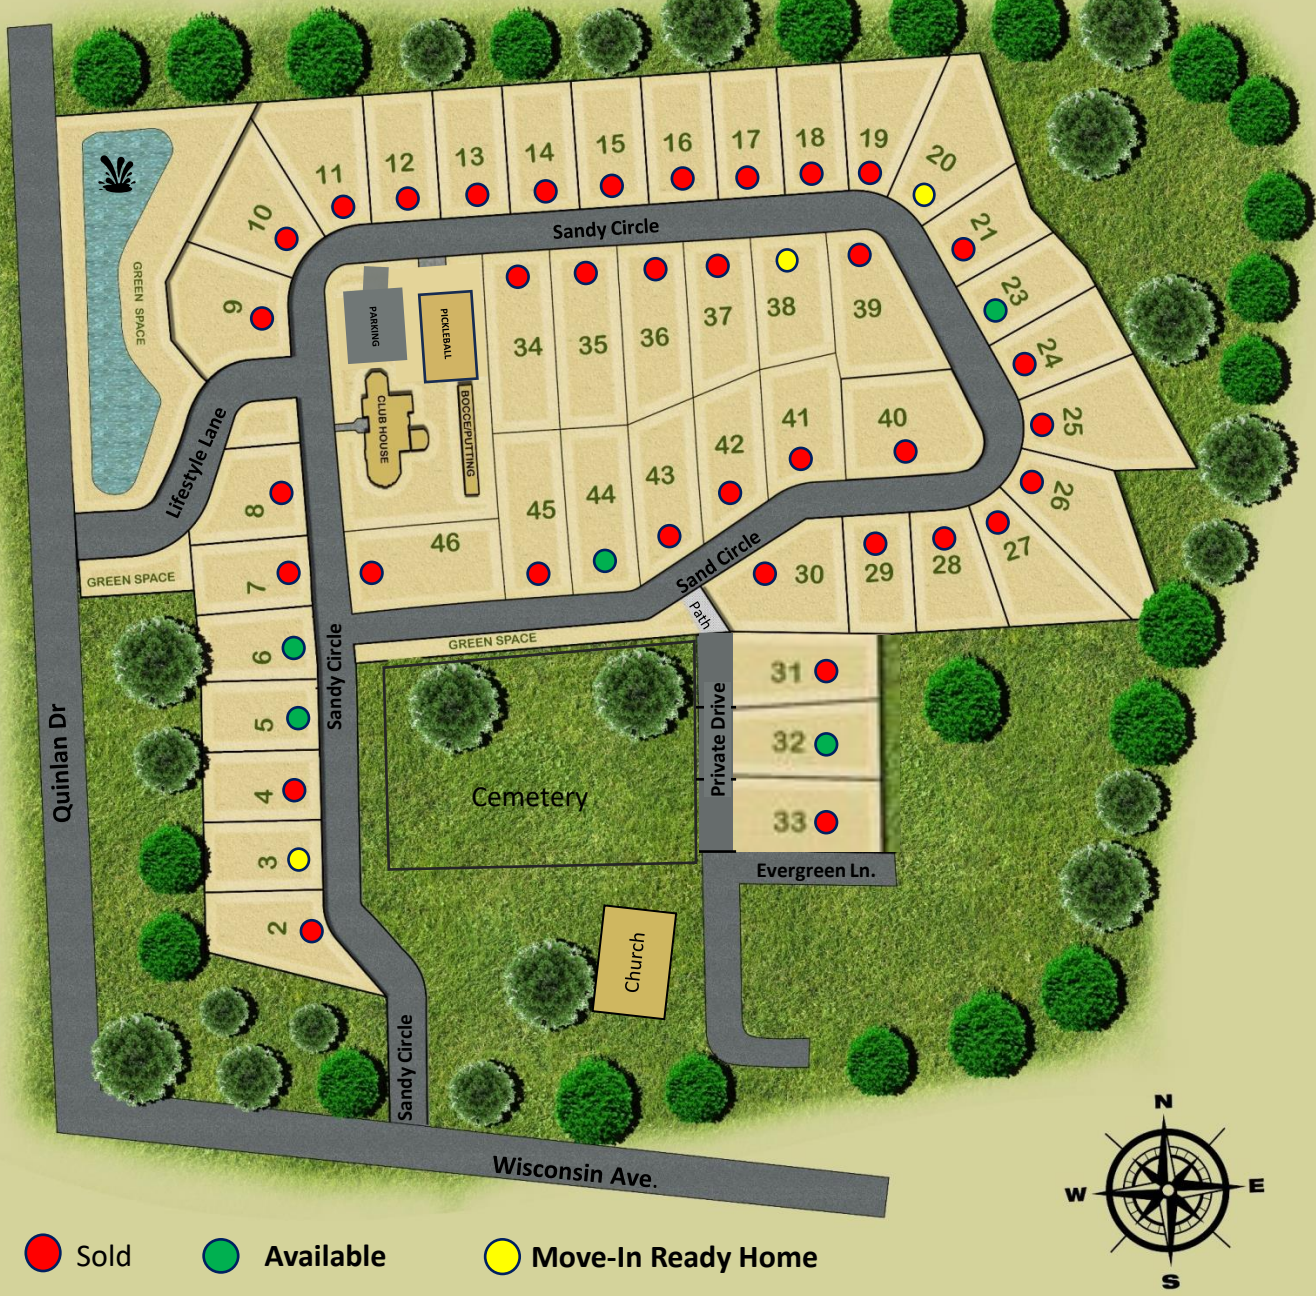 11
12
13
14
15
16
17
18
19
20
10
21
Sandy Circle
GREEN SPACE
9
23
PARKING
PICKLEBALL
34
35
36
37
38
39
24
CLUB HOUSE
BOCCE/PUTTING
41
40
25
Lifestyle Lane
42
43
44
45
26
8
46
27
28
29
30
Sand Circle
7
GREEN SPACE
Path
GREEN SPACE
6
Sandy Circle
5
31
32
33
Private Drive
Quinlan Dr
4
Cemetery
3
Evergreen Ln.
2
Church
Sandy Circle
Wisconsin Ave.
N
W
E
S
Sold
Available
Move-In Ready Home